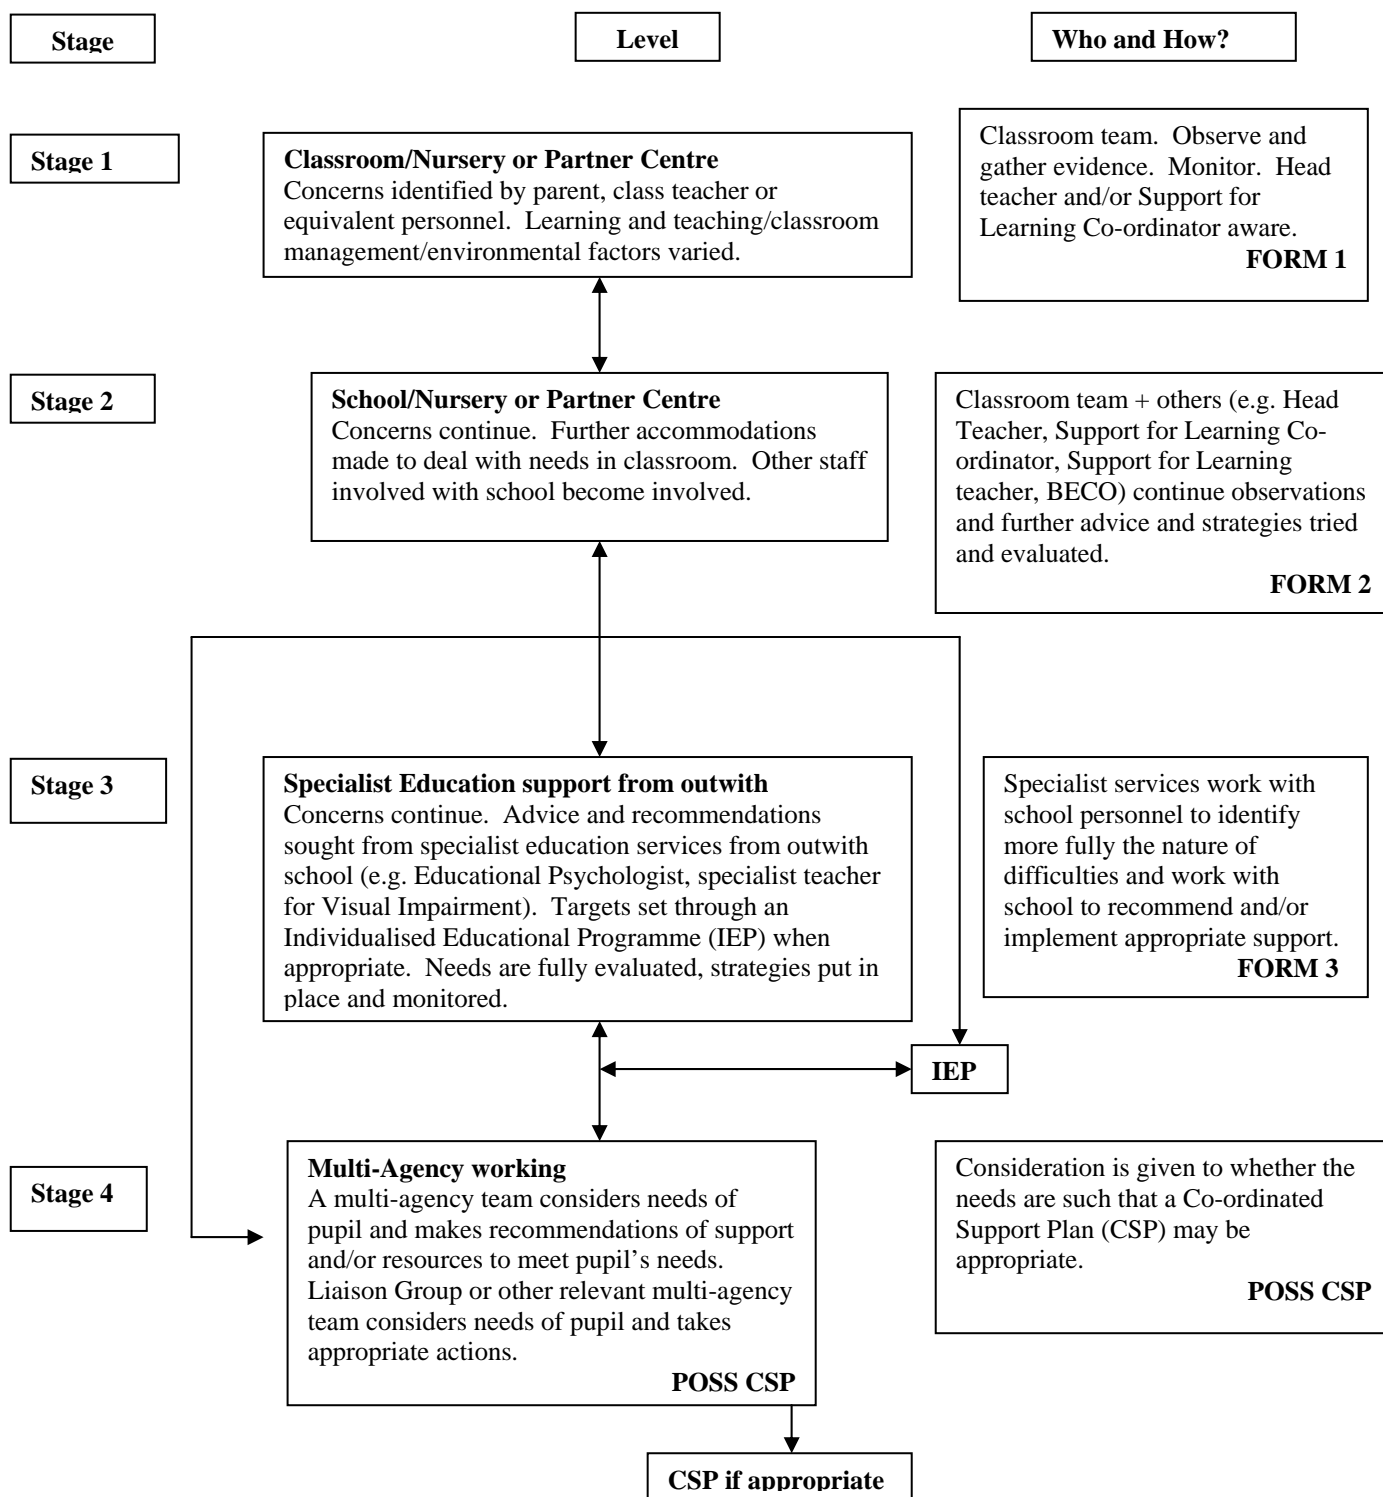 Stage
Level
Who and How?
Stage 1
Classroom/Nursery or Partner Centre
Concerns identified by parent, class teacher or
equivalent personnel.  Learning and teaching/classroom
management/environmental factors varied.
Classroom team.  Observe and
gather evidence.  Monitor.  Head
teacher and/or Support for
Learning Co-ordinator aware.
FORM 1
Stage 2
School/Nursery or Partner Centre
Concerns continue.  Further accommodations
made to deal with needs in classroom.  Other staff
involved with school become involved.
Classroom team + others (e.g. Head
Teacher, Support for Learning Co-
ordinator, Support for Learning
teacher, BECO) continue observations
and further advice and strategies tried
and evaluated.
FORM 2
Stage 3
Specialist Education support from outwith
Concerns continue.  Advice and recommendations
sought from specialist education services from outwith
school (e.g. Educational Psychologist, specialist teacher
for Visual Impairment).  Targets set through an
Individualised Educational Programme (IEP) when
appropriate.  Needs are fully evaluated, strategies put in
place and monitored.
Specialist services work with
school personnel to identify
more fully the nature of
difficulties and work with
school to recommend and/or
implement appropriate support.
FORM 3
IEP
Stage 4
Multi-Agency working
A multi-agency team considers needs of
pupil and makes recommendations of support
and/or resources to meet pupil's needs.
Liaison Group or other relevant multi-agency
team considers needs of pupil and takes
appropriate actions.
POSS CSP
Consideration is given to whether the
needs are such that a Co-ordinated
Support Plan (CSP) may be
appropriate.
POSS CSP
CSP if appropriate